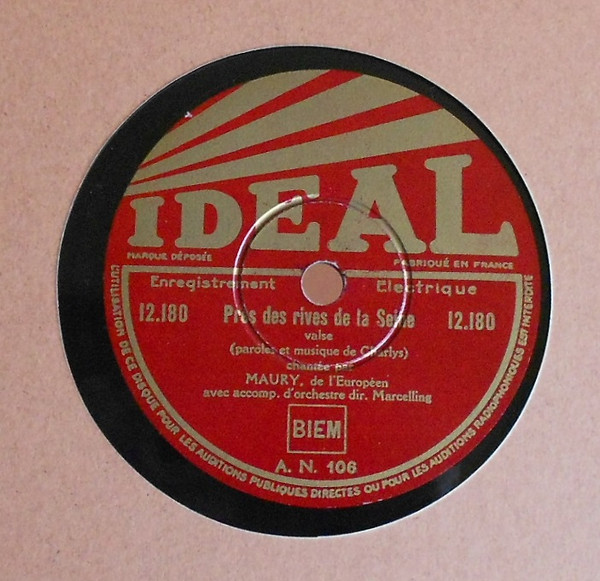 IDEAL
MARQUE DÉPOSÉE FABRIQUÉ EN FRANCE
Enregistrement Electrique
12.180 Près des rives de la Seine 12.180
valse
(paroles et musique de Charlys)
chantée par
MAURY, de l'Européen
avec accomp. d'orchestre dir. Marcelling
BIEM
A. N. 106
L'UTILISATION DE CE DISQUE POUR LES AUDITIONS PUBLIQUES DIRECTES OU POUR LES AUDITIONS RADIOPHONIQUES EST INTERDITE